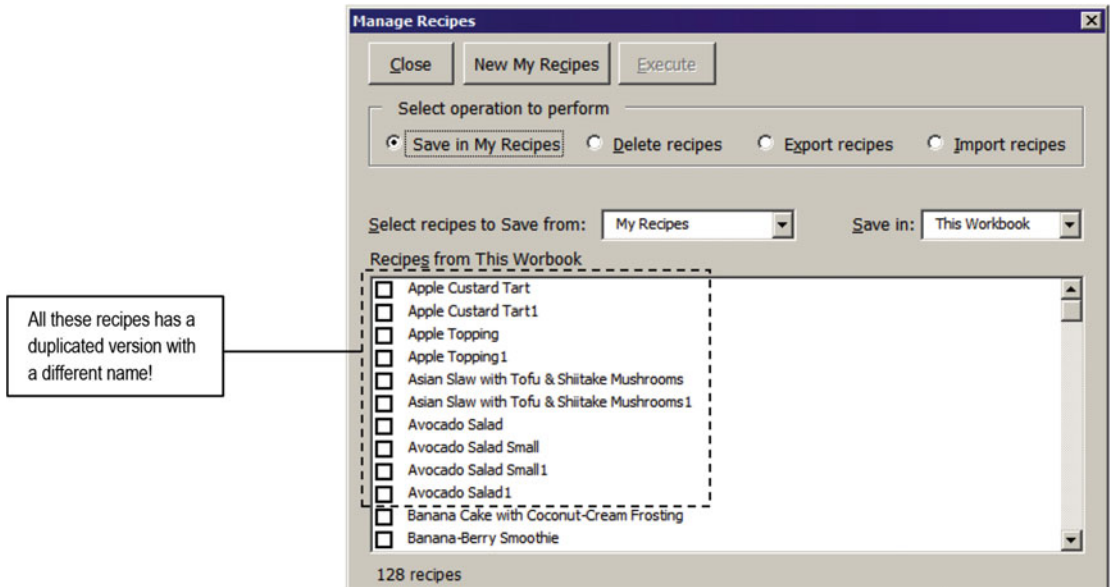 Manage Recipes
Close New My Recipes Execute
Select operation to perform
Save in My Recipes Delete recipes Export recipes Import recipes
Select recipes to Save from: My Recipes Save in: This Workbook
Recipes from This Worbook
Apple Custard Tart
Apple Custard Tart1
Apple Topping
Apple Topping1
Asian Slaw with Tofu & Shiitake Mushrooms
Asian Slaw with Tofu & Shiitake Mushrooms1
Avocado Salad
Avocado Salad Small
Avocado Salad Small1
Avocado Salad1
Banana Cake with Coconut-Cream Frosting
Banana-Berry Smoothie
128 recipes
All these recipes has a
duplicated version with
a different name!